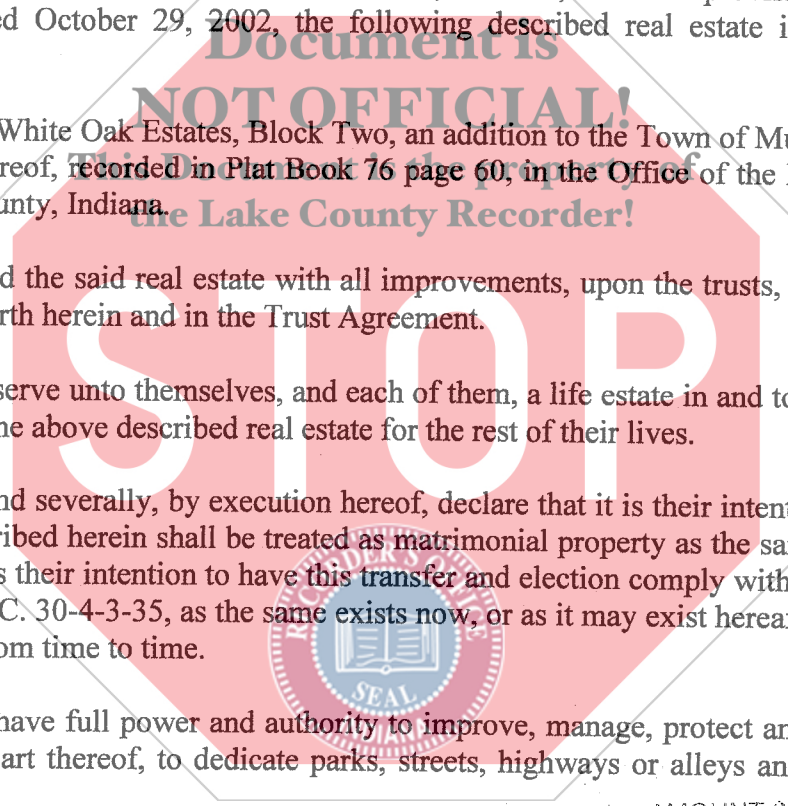 ed October 29, 2002, the following described real estate i
Document is
NOT OFFICIAL!
White Oak Estates, Block Two, an addition to the Town of Mu
This Document is the property of
reof, recorded in Plat Book 76 page 60, in the Office of the
the Lake County Recorder!
unty, Indiana.
d the said real estate with all improvements, upon the trusts,
rth herein and in the Trust Agreement.
STOP
serve unto themselves, and each of them, a life estate in and to
he above described real estate for the rest of their lives.
nd severally, by execution hereof, declare that it is their intent
ribed herein shall be treated as matrimonial property as the sa
s their intention to have this transfer and election comply with
C. 30-4-3-35, as the same exists now, or as it may exist herea
om time to time.
RECORDER'S OFFICE
SEAL
INDIANA
have full power and authority to improve, manage, protect an
art thereof, to dedicate parks, streets, highways or alleys an